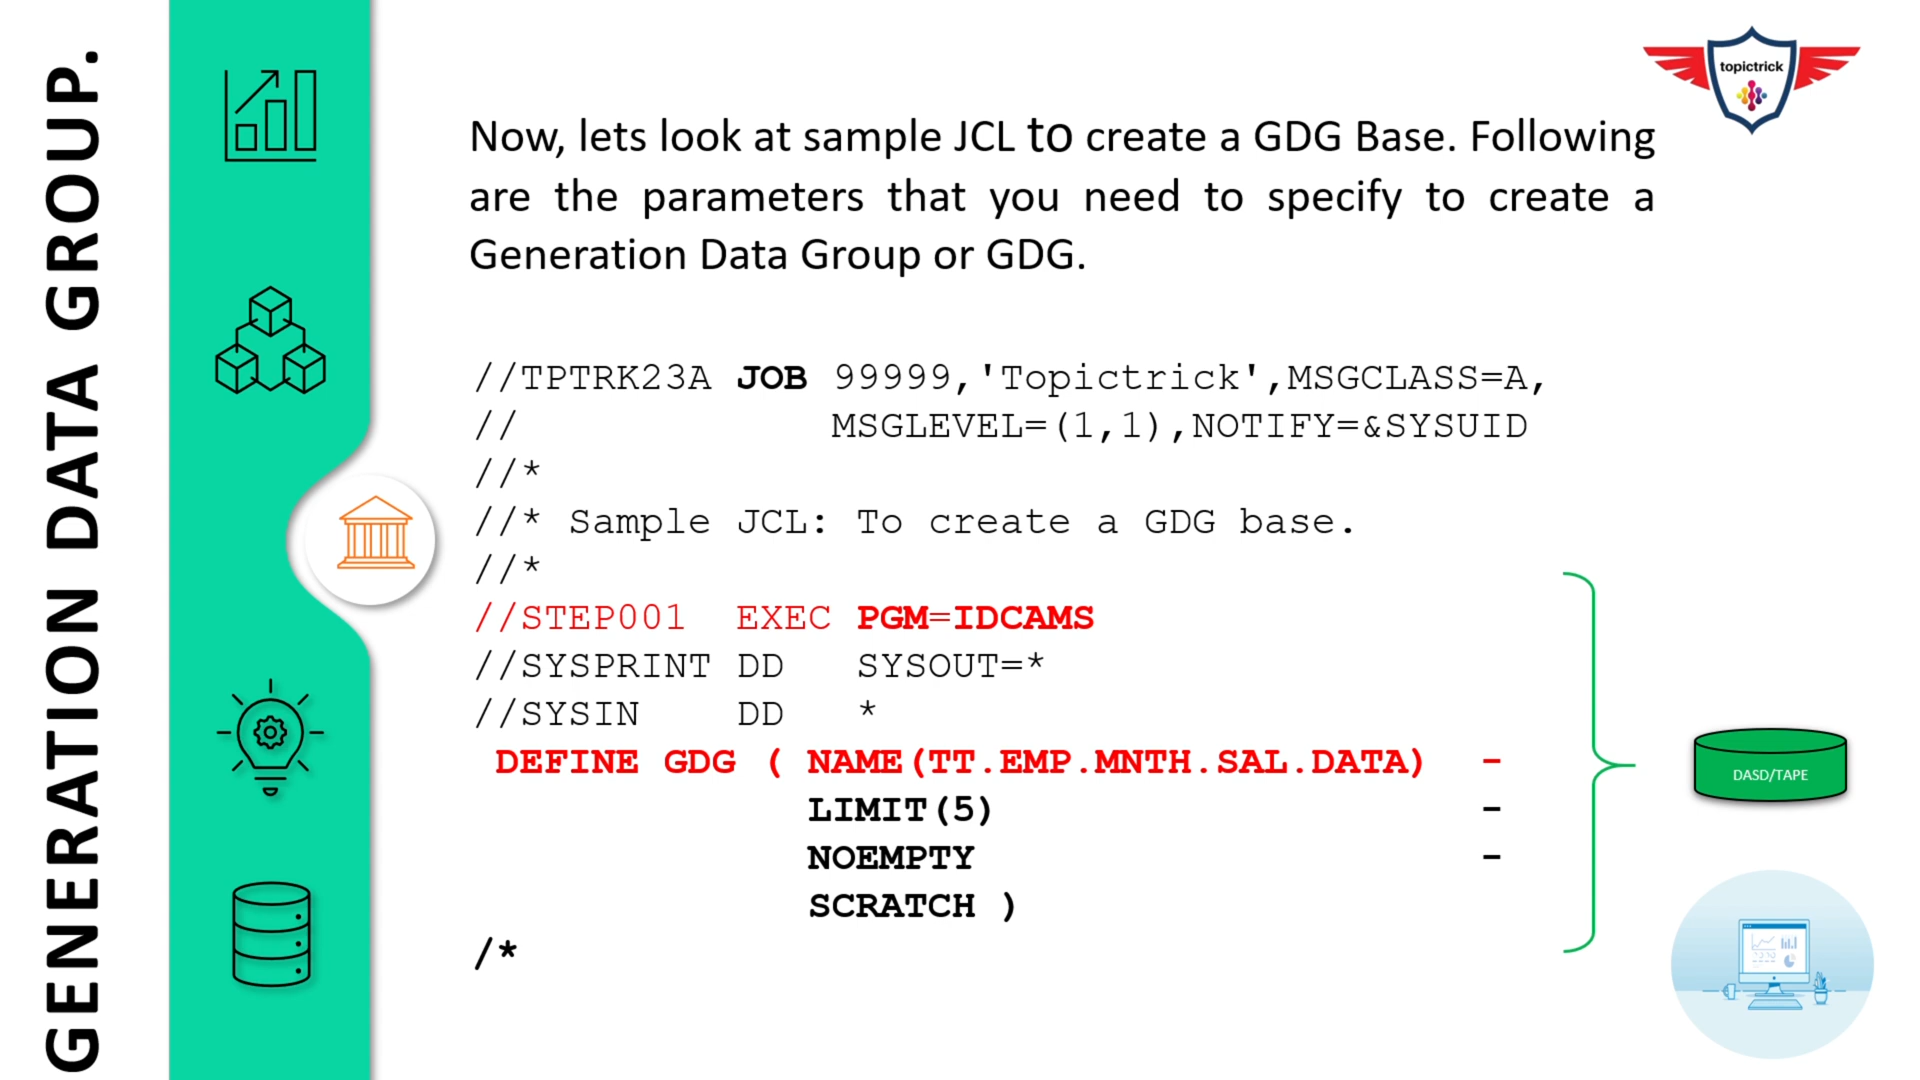 GENERATION DATA GROUP.
topictrick
Now, lets look at sample JCL to create a GDG Base. Following
are the parameters that you need to specify to create a
Generation Data Group or GDG.
//TPTRK23A JOB 99999,'Topictrick',MSGCLASS=A,
// MSGLEVEL=(1,1),NOTIFY=&SYSUID
//*
//* Sample JCL: To create a GDG base.
//*
//STEP001 EXEC PGM=IDCAMS
//SYSPRINT DD SYSOUT=*
//SYSIN DD *
DEFINE GDG ( NAME(TT.EMP.MNTH.SAL.DATA) -
LIMIT(5) -
NOEMPTY -
SCRATCH )
/*
DASD/TAPE